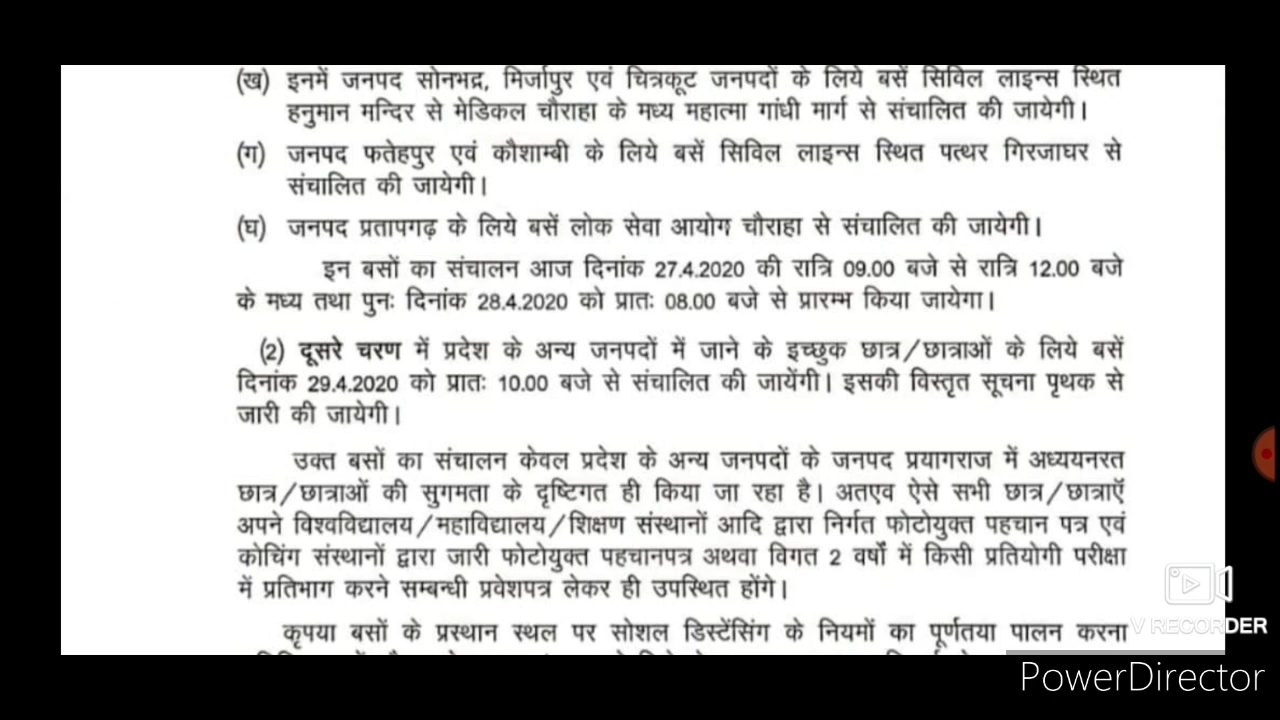 (ख) इनमें जनपद सोनभद्र, मिर्जापुर एवं चित्रकूट जनपदों के लिये बसें सिविल लाइन्स स्थित
हनुमान मन्दिर से मेडिकल चौराहा के मध्य महात्मा गांधी मार्ग से संचालित की जायेगी।
(ग) जनपद फतेहपुर एवं कौशाम्बी के लिये बसें सिविल लाइन्स स्थित पत्थर गिरजाघर से
संचालित की जायेगी।
(घ) जनपद प्रतापगढ़ के लिये बसें लोक सेवा आयोग चौराहा से संचालित की जायेगी।
इन बसों का संचालन आज दिनांक 27.4.2020 की रात्रि 09.00 बजे से रात्रि 12.00 बजे
के मध्य तथा पुनः दिनांक 28.4.2020 को प्रातः 08.00 बजे से प्रारम्भ किया जायेगा।
(2) दूसरे चरण में प्रदेश के अन्य जनपदों में जाने के इच्छुक छात्र/छात्राओं के लिये बसें
दिनांक 29.4.2020 को प्रातः 10.00 बजे से संचालित की जायेंगी। इसकी विस्तृत सूचना पृथक से
जारी की जायेगी।
उक्त बसों का संचालन केवल प्रदेश के अन्य जनपदों के जनपद प्रयागराज में अध्ययनरत
छात्र/छात्राओं की सुगमता के दृष्टिगत ही किया जा रहा है। अतएव ऐसे सभी छात्र/छात्राऍ
अपने विश्वविद्यालय/महाविद्यालय/शिक्षण संस्थानों आदि द्वारा निर्गत फोटोयुक्त पहचान पत्र एवं
कोचिंग संस्थानों द्वारा जारी फोटोयुक्त पहचानपत्र अथवा विगत 2 वर्षों में किसी प्रतियोगी परीक्षा
में प्रतिभाग करने सम्बन्धी प्रवेशपत्र लेकर ही उपस्थित होंगे।
कृपया बसों के प्रस्थान स्थल पर सोशल डिस्टेंसिंग के नियमों का पूर्णतया पालन करना
V RECORDER
PowerDirector